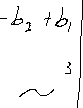 -b₂ + b₁
3
~